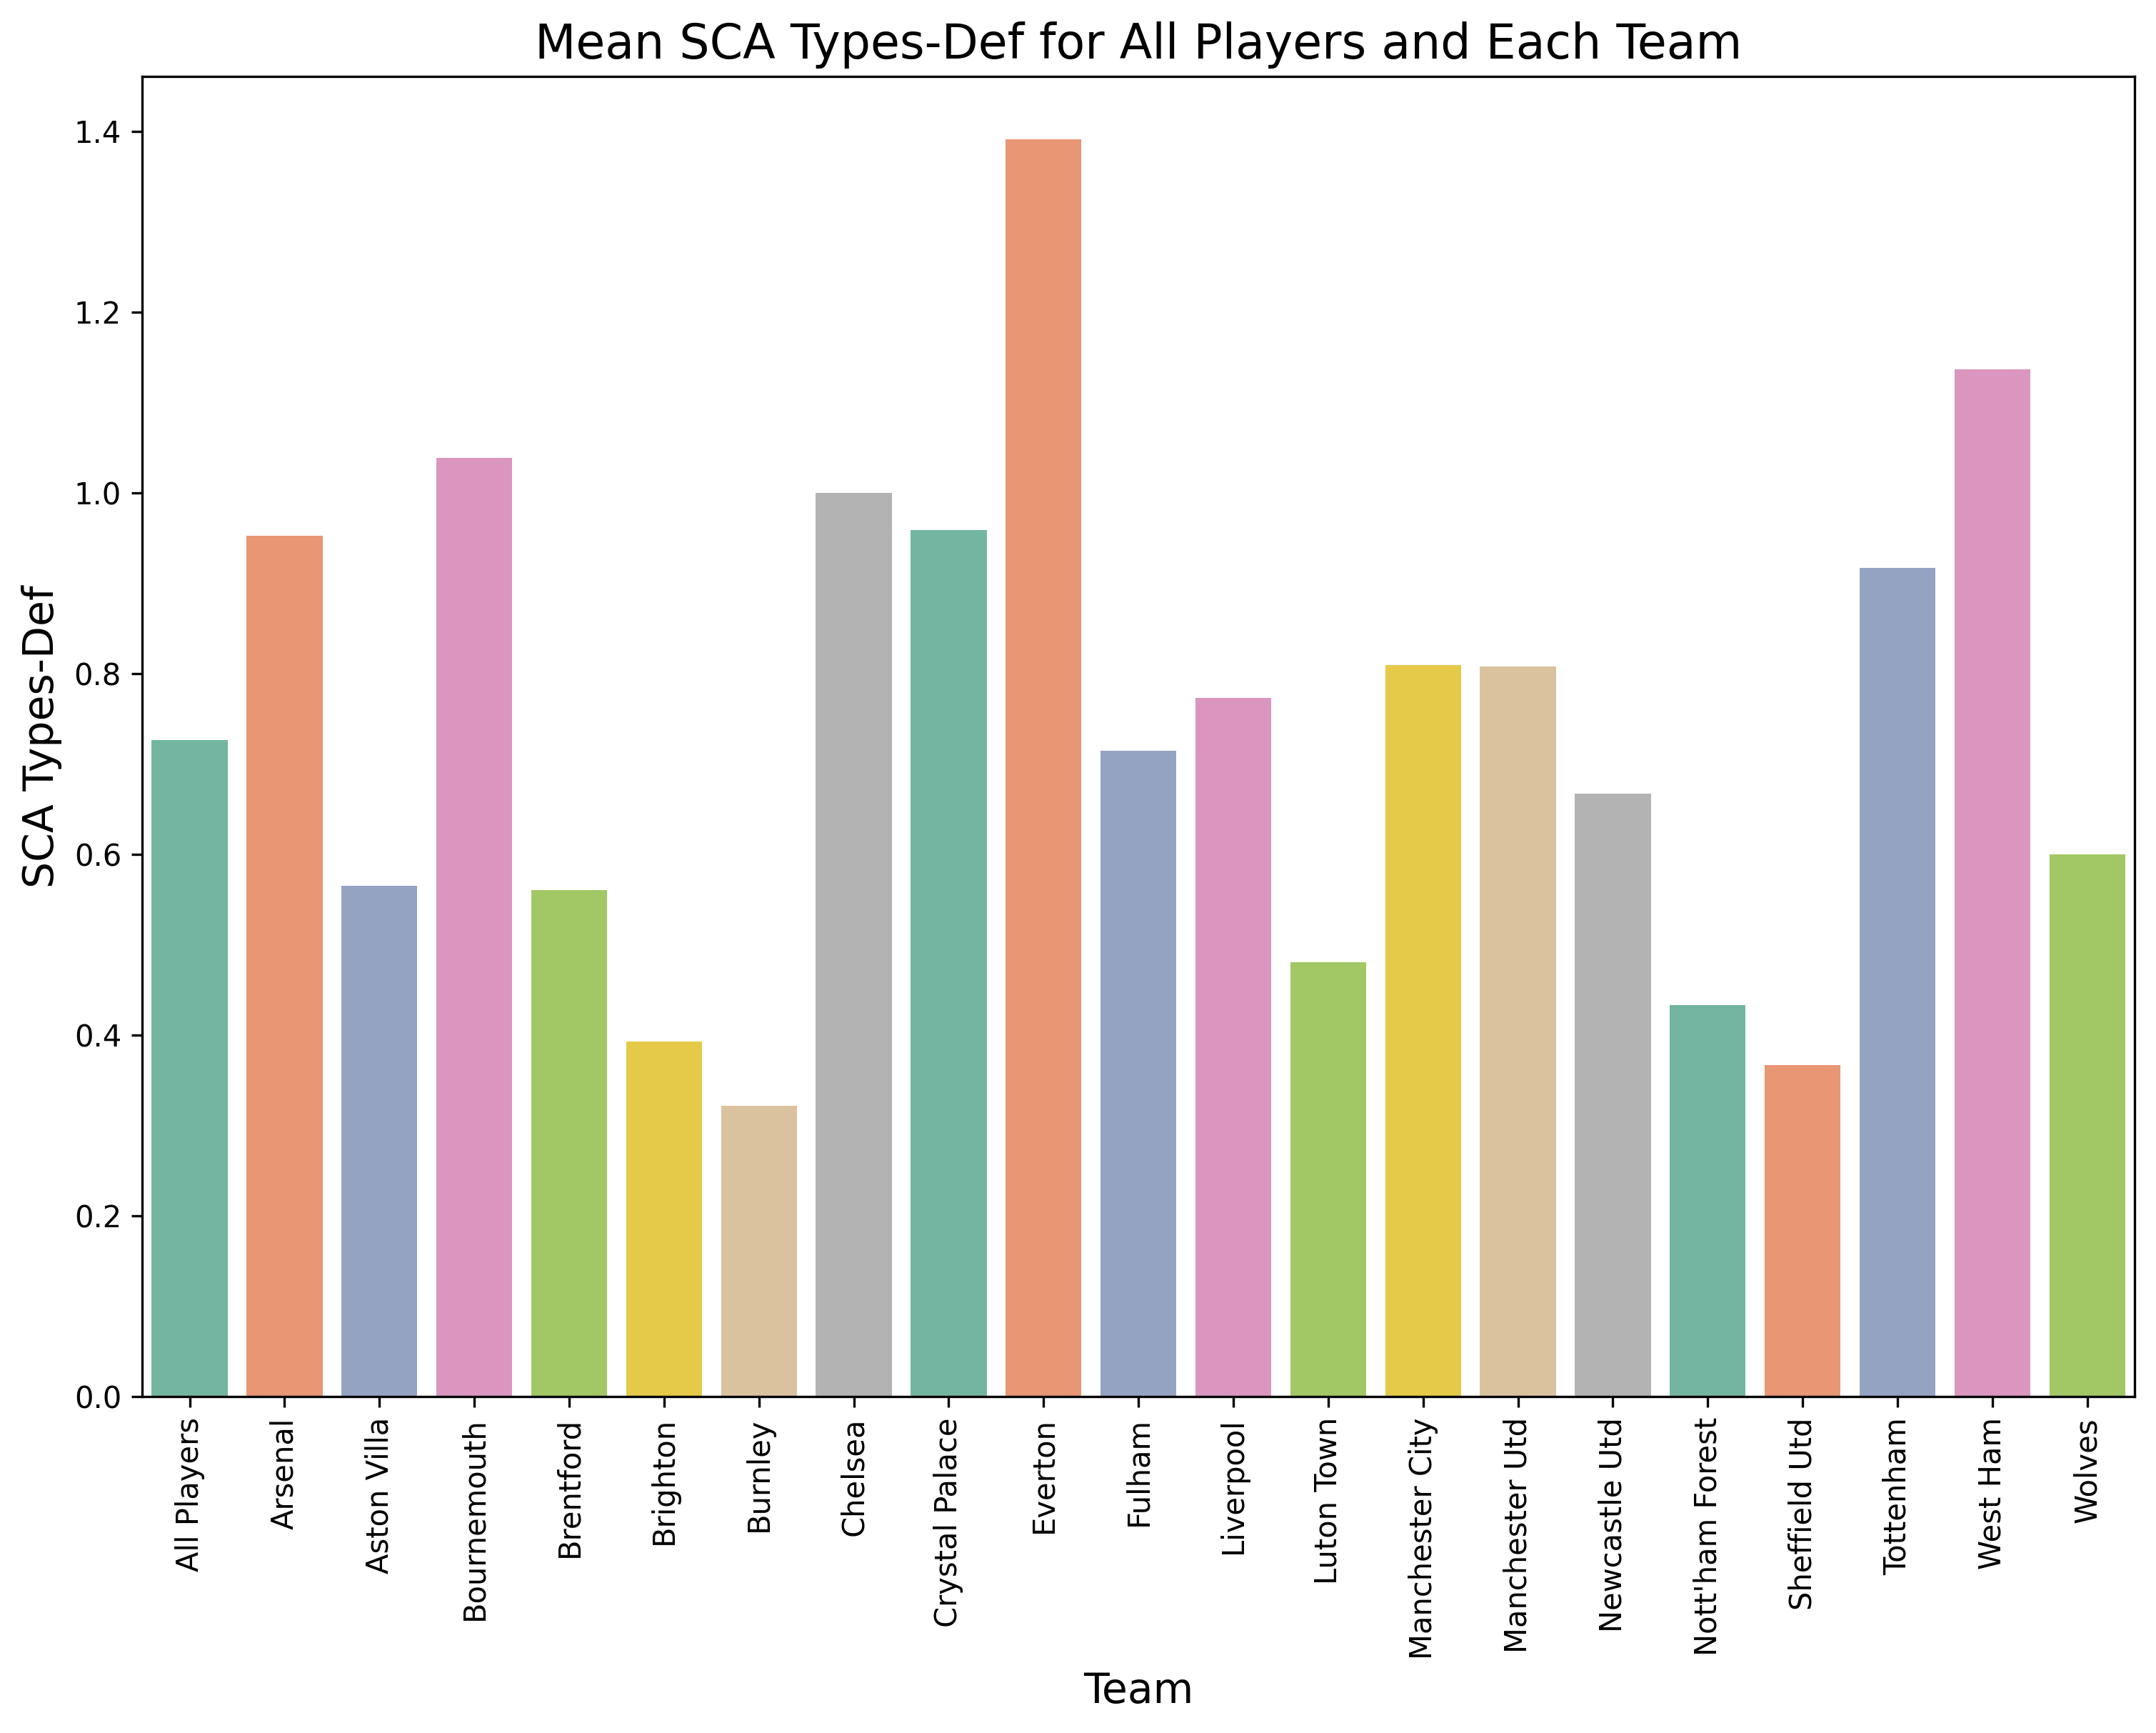 Mean SCA Types-Def for All Players and Each Team
SCA Types-Def
1.4
1.2
1.0
0.8
0.6
0.4
0.2
0.0
All Players
Arsenal
Aston Villa
Bournemouth
Brentford
Brighton
Burnley
Chelsea
Crystal Palace
Everton
Fulham
Liverpool
Luton Town
Manchester City
Manchester Utd
Newcastle Utd
Nott'ham Forest
Sheffield Utd
Tottenham
West Ham
Wolves
Team